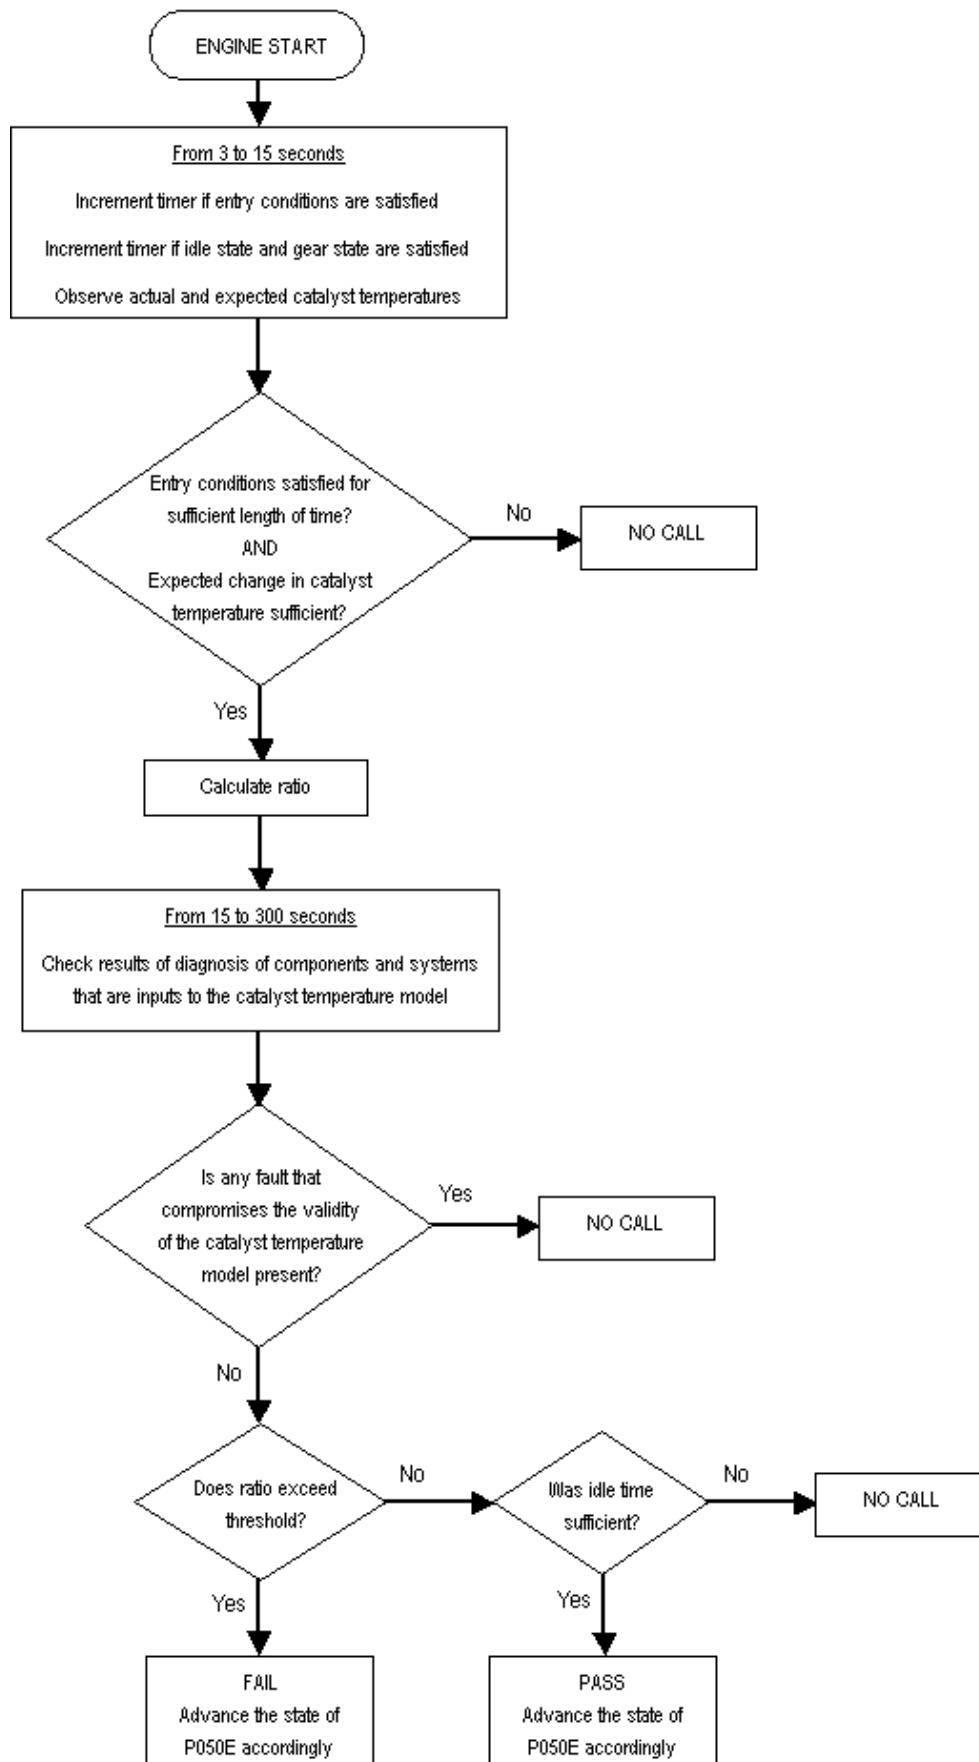 ENGINE START
From 3 to 15 seconds
Increment timer if entry conditions are satisfied
Increment timer if idle state and gear state are satisfied
Observe actual and expected catalyst temperatures
Entry conditions satisfied for
sufficient length of time?
AND
Expected change in catalyst
temperature sufficient?
No
NO CALL
Yes
Calculate ratio
From 15 to 300 seconds
Check results of diagnosis of components and systems
that are inputs to the catalyst temperature model
Is any fault that
compromises the validity
of the catalyst temperature
model present?
Yes
NO CALL
No
Does ratio exceed
threshold?
No
Was idle time
sufficient?
No
NO CALL
Yes
Yes
FAIL
Advance the state of
P050E accordingly
PASS
Advance the state of
P050E accordingly